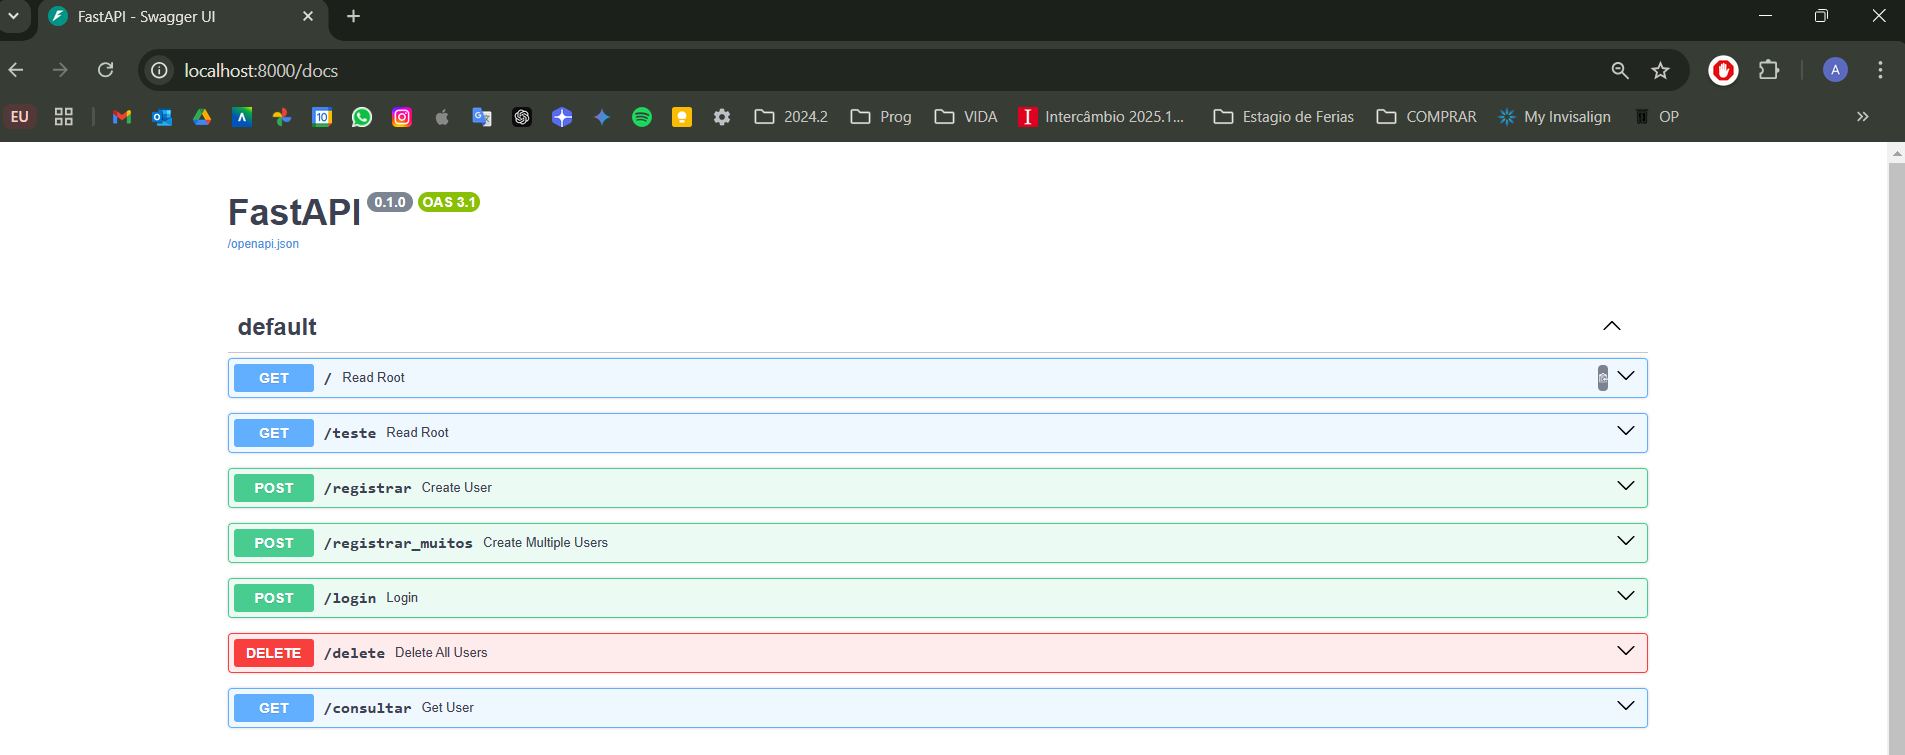 FastAPI - Swagger UI
localhost:8000/docs
A
EU
10
2024.2
Prog
VIDA
Intercâmbio 2025.1...
Estagio de Ferias
COMPRAR
My Invisalign
OP
FastAPI 0.1.0 OAS 3.1
/openapi.json
default
GET / Read Root
GET /teste Read Root
POST /registrar Create User
POST /registrar_muitos Create Multiple Users
POST /login Login
DELETE /delete Delete All Users
GET /consultar Get User